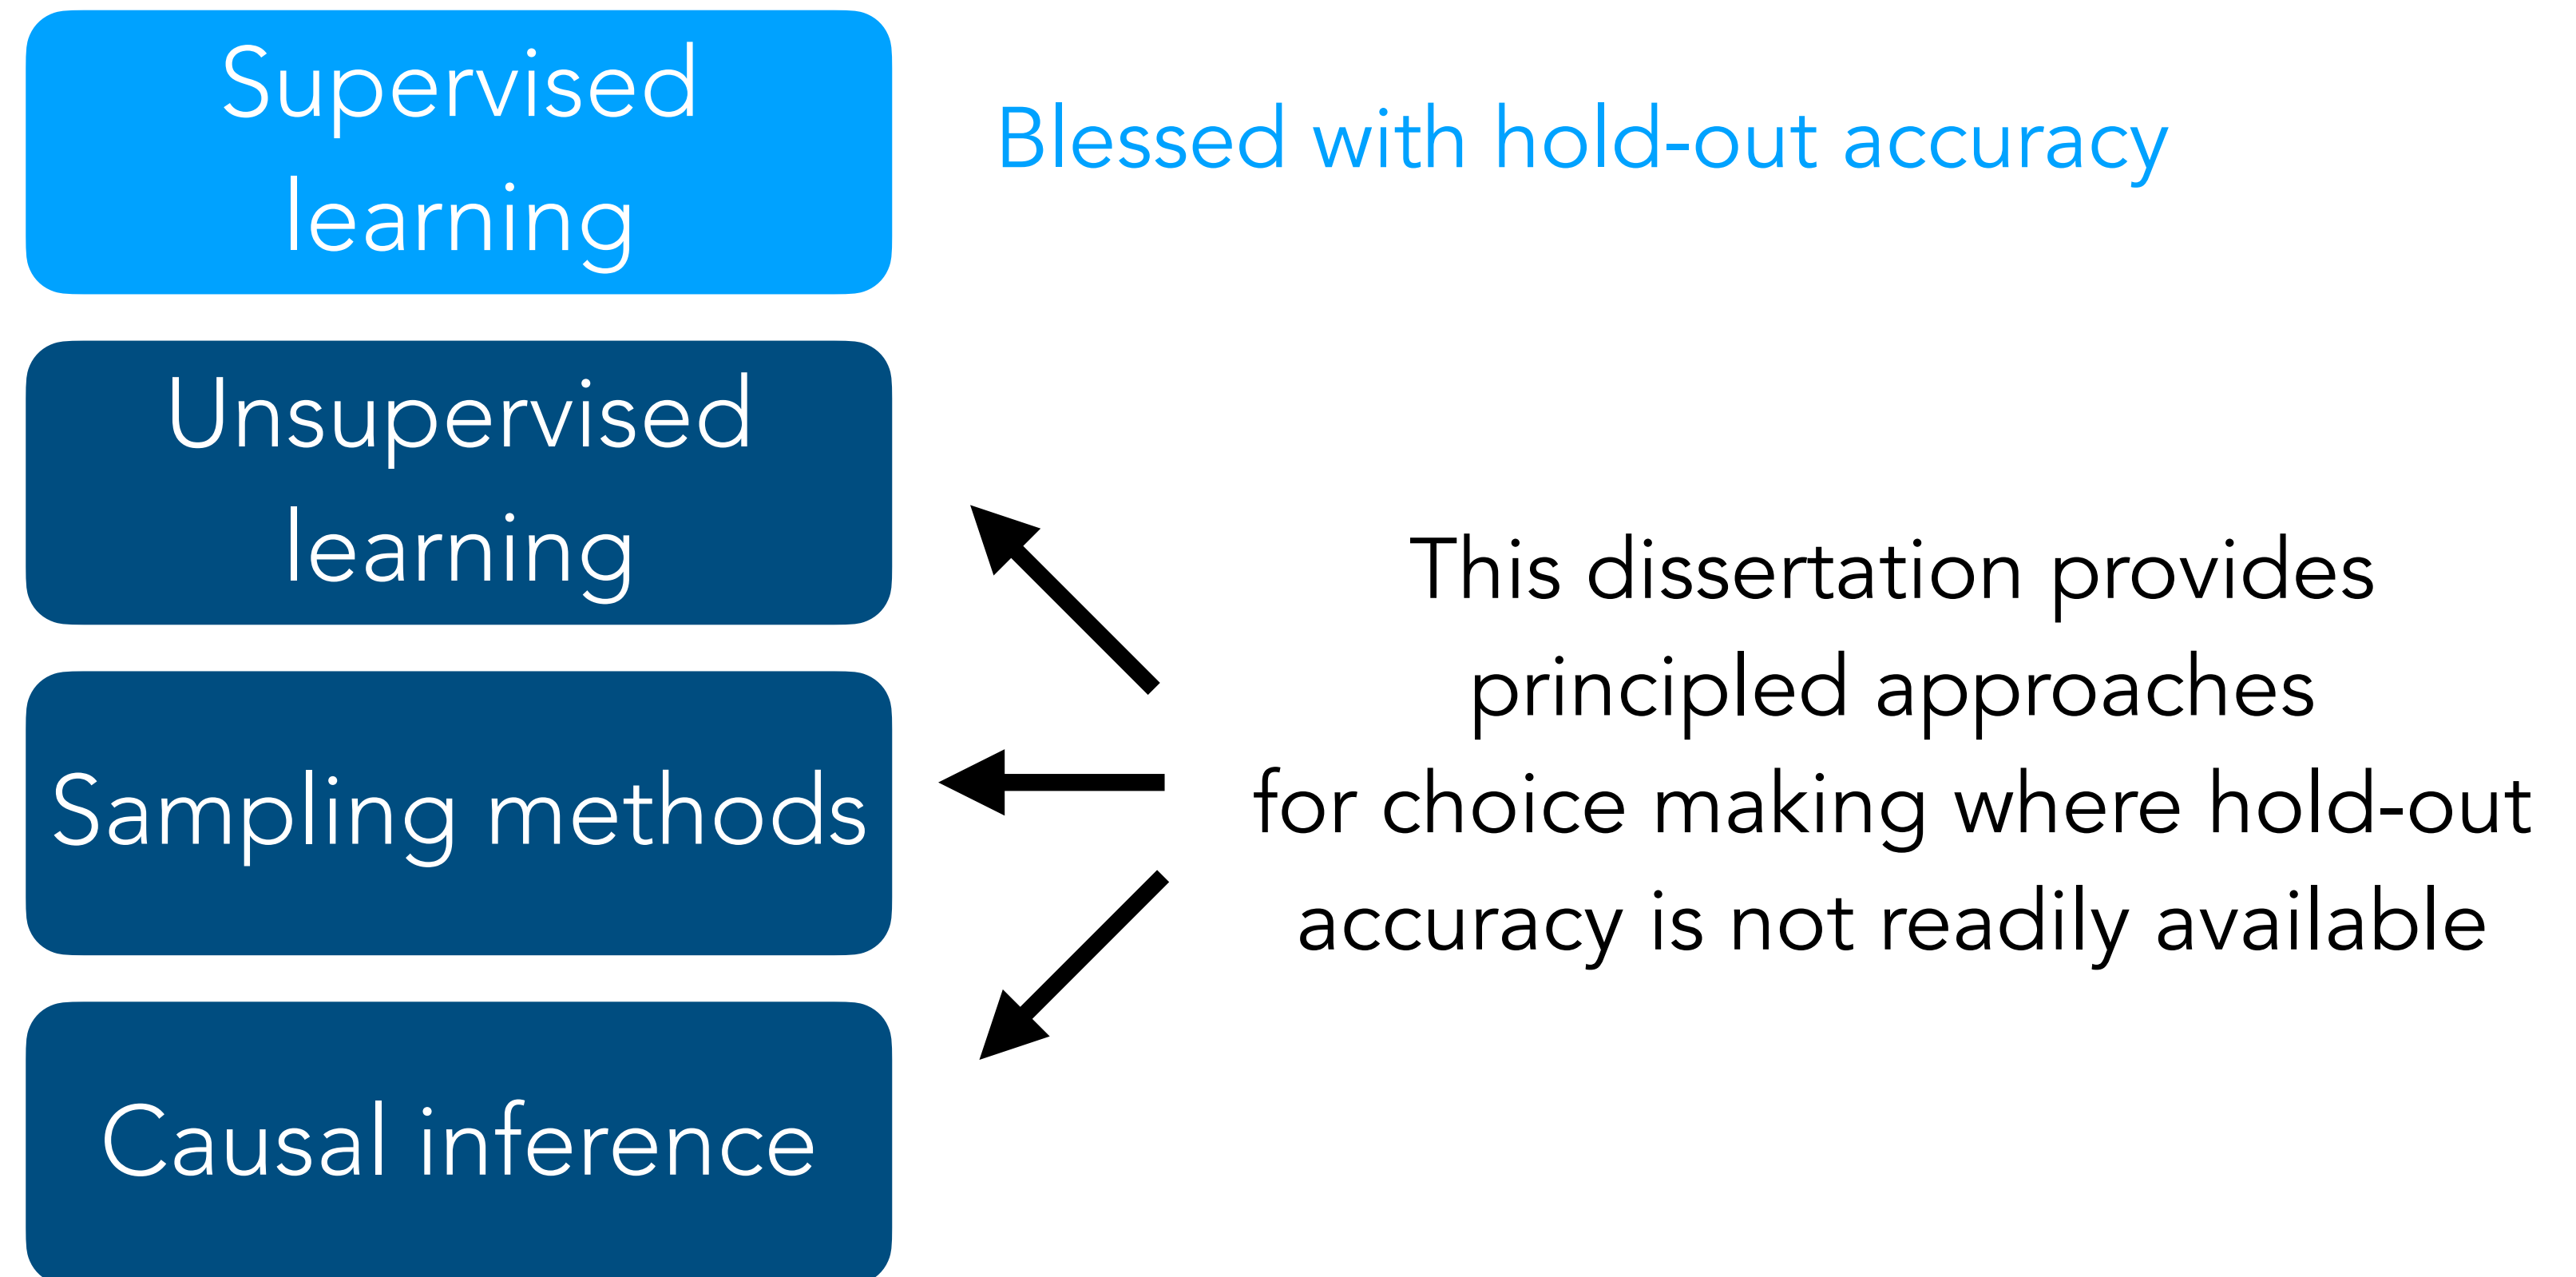 Supervised
learning
Blessed with hold-out accuracy
Unsupervised
learning
Sampling methods
Causal inference
This dissertation provides
principled approaches
for choice making where hold-out
accuracy is not readily available